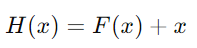 H(x) = F(x) + x